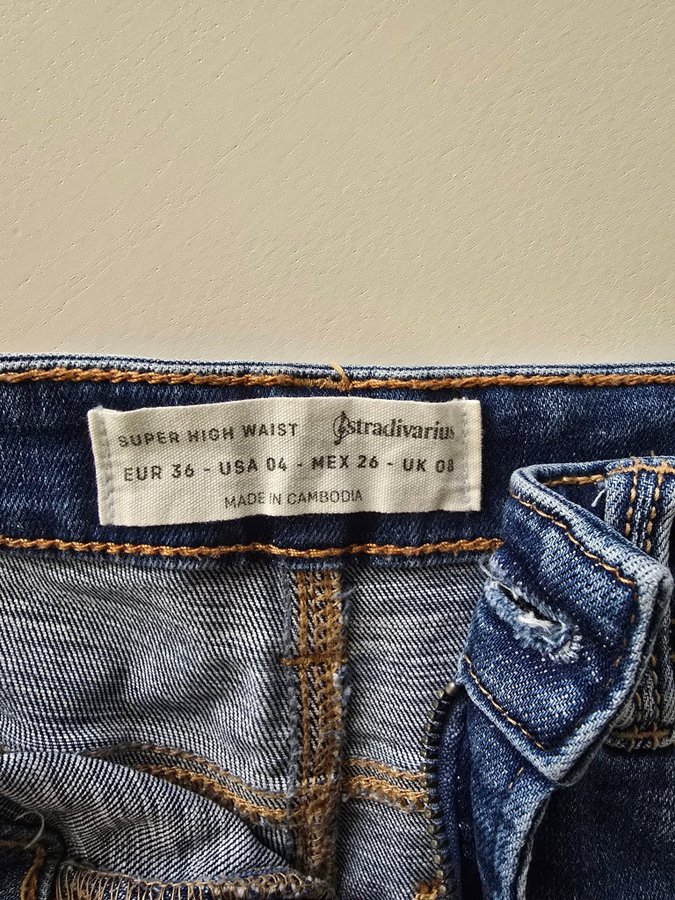 SUPER HIGH WAIST stradivarius
EUR 36 - USA 04 - MEX 26 - UK 08
MADE IN CAMBODIA